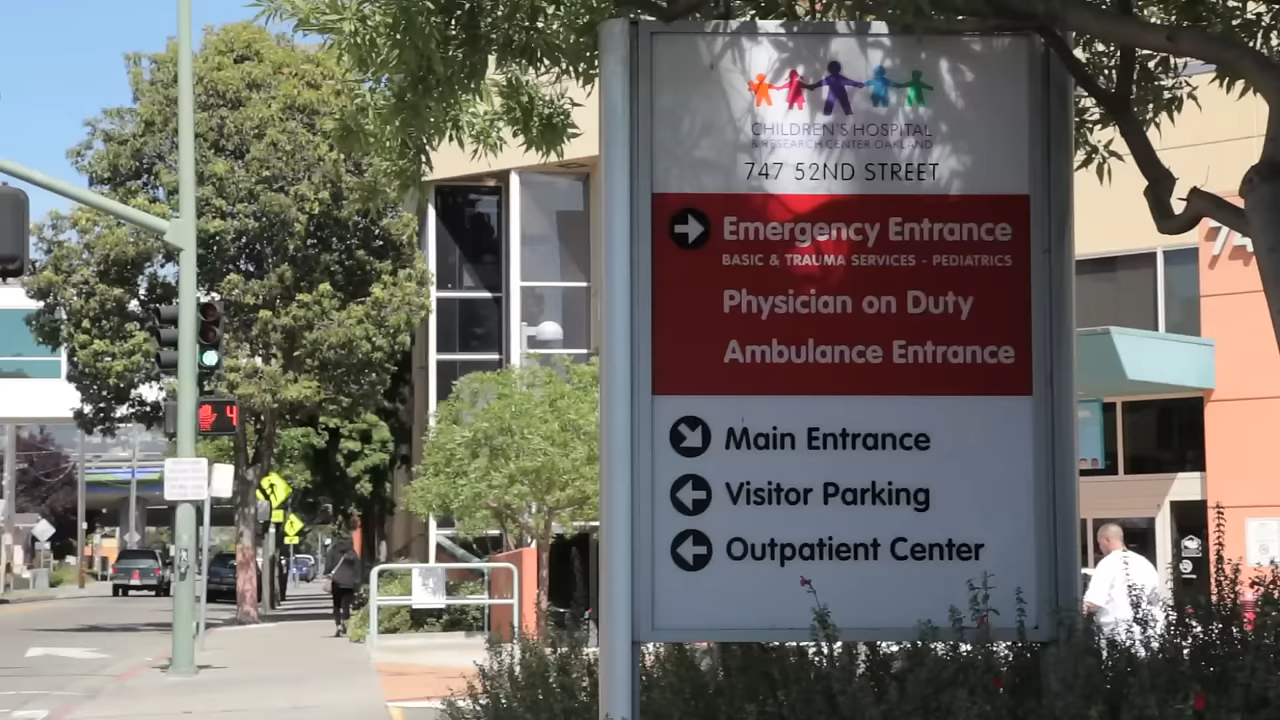 CHILDREN'S HOSPITAL
& RESEARCH CENTER OAKLAND
747 52ND STREET
Emergency Entrance
BASIC & TRAUMA SERVICES - PEDIATRICS
Physician on Duty
Ambulance Entrance
Main Entrance
Visitor Parking
Outpatient Center
4
74